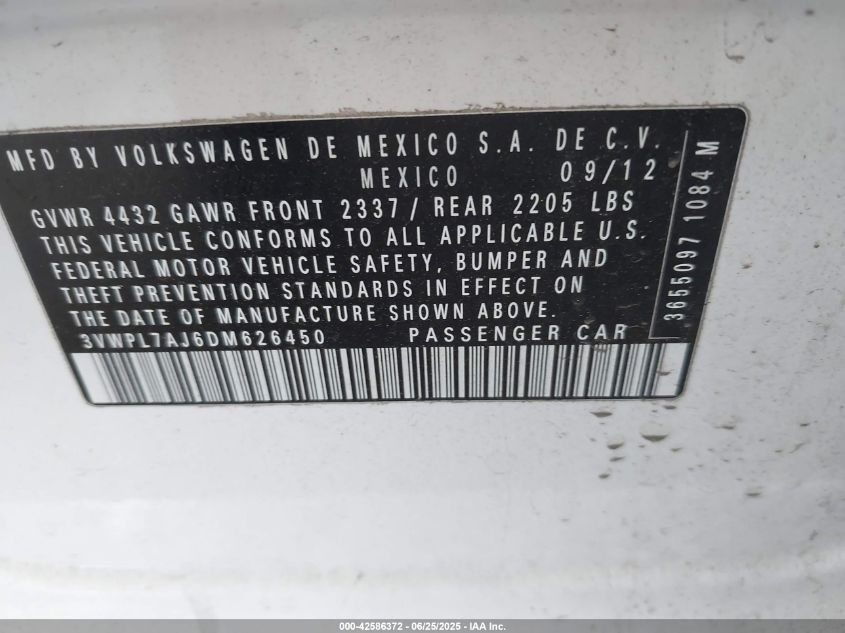 MFD BY VOLKSWAGEN DE MEXICO S.A. DE C.V.
MEXICO 09/12
GVWR 4432 GAWR FRONT 2337 / REAR 2205 LBS
THIS VEHICLE CONFORMS TO ALL APPLICABLE U.S.
FEDERAL MOTOR VEHICLE SAFETY, BUMPER AND
THEFT PREVENTION STANDARDS IN EFFECT ON
THE DATE OF MANUFACTURE SHOWN ABOVE.
3VWPL7AJ6DM626450 PASSENGER CAR
3655097 1084 M
000-42586372 / 06/25/2025 - IAA Inc.